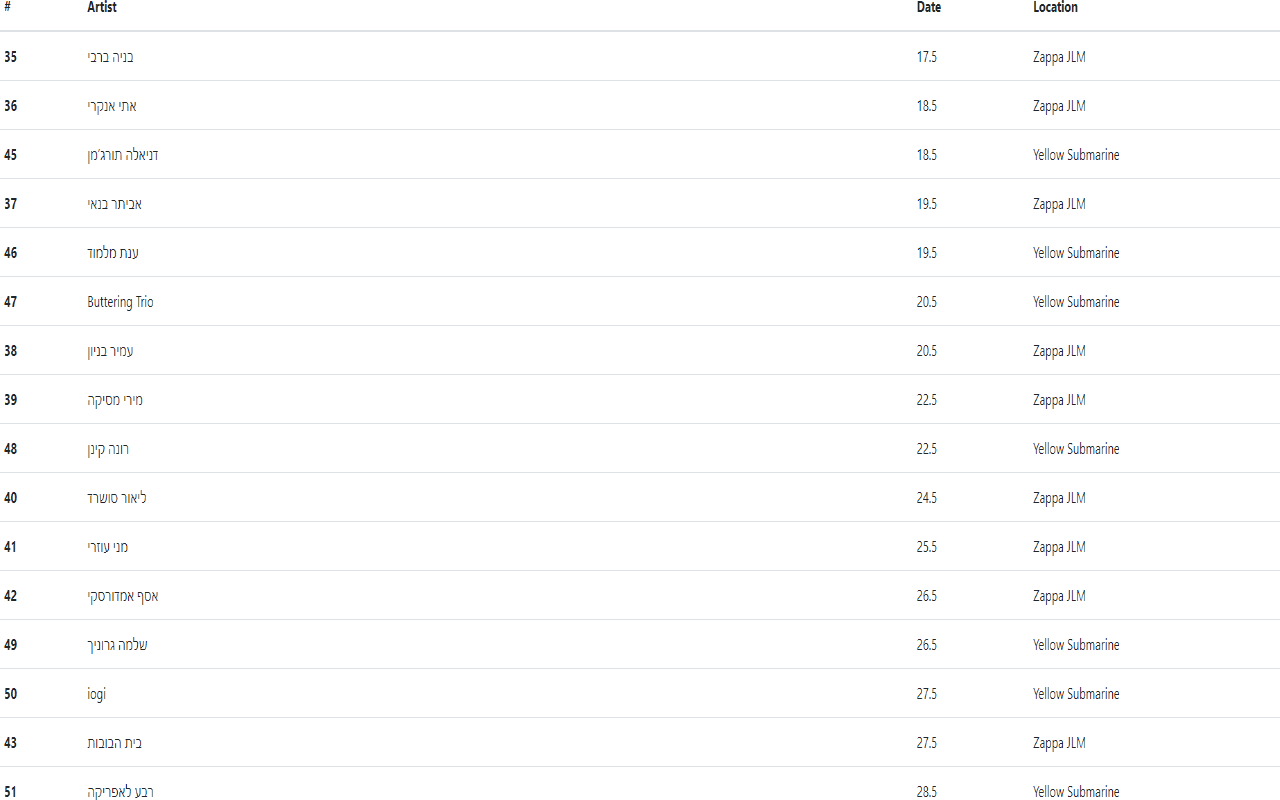 # Artist Date Location
35 בניה ברבי 17.5 Zappa JLM
36 אתי אנקרי 18.5 Zappa JLM
45 דניאלה תורג'מן 18.5 Yellow Submarine
37 אביתר בנאי 19.5 Zappa JLM
46 ענת מלמוד 19.5 Yellow Submarine
47 Buttering Trio 20.5 Yellow Submarine
38 עמיר בניון 20.5 Zappa JLM
39 מירי מסיקה 22.5 Zappa JLM
48 רונה קינן 22.5 Yellow Submarine
40 ליאור סושרד 24.5 Zappa JLM
41 מני עוזרי 25.5 Zappa JLM
42 אסף אמדורסקי 26.5 Zappa JLM
49 שלמה גרוניך 26.5 Yellow Submarine
50 iogi 27.5 Yellow Submarine
43 בית הבובות 27.5 Zappa JLM
51 רבע לאפריקה 28.5 Yellow Submarine